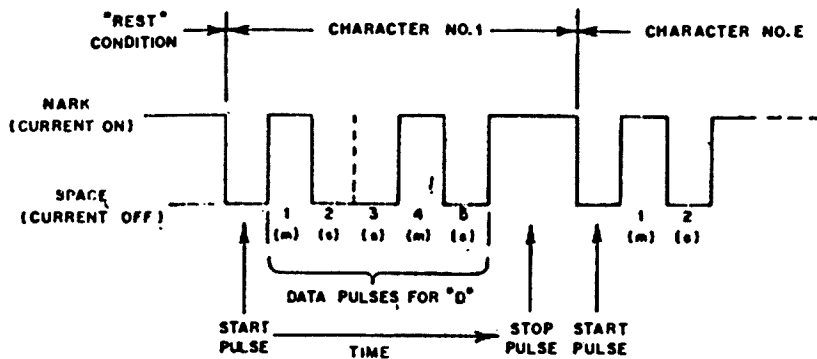 "REST"
CONDITION
CHARACTER NO.1
CHARACTER NO.E
NARK
(CURRENT ON)
SPACE
(CURRENT OFF)
1 2 3 4 5 1 2
(m) (s) (s) (m) (s) (m) (s)
DATA PULSES FOR "D"
START
PULSE
TIME
STOP
PULSE
START
PULSE